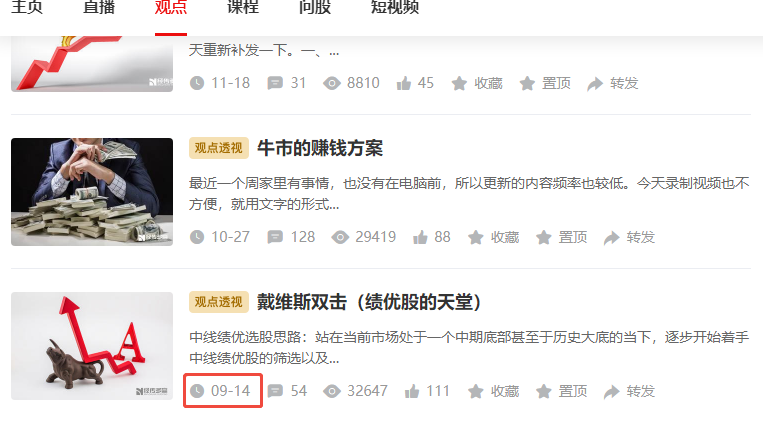 主页 直播 观点 课程 问股 短视频
天重新补发一下。一、...
11-18 31 8810 45 收藏 置顶 转发
观点透视 牛市的赚钱方案
最近一个周家里有事情，也没有在电脑前，所以更新的内容频率也较低。今天录制视频也不
方便，就用文字的形式...
10-27 128 29419 88 收藏 置顶 转发
观点透视 戴维斯双击（绩优股的天堂）
中线绩优选股思路：站在当前市场处于一个中期底部甚至于历史大底的当下，逐步开始着手
中线绩优股的筛选以及...
09-14 54 32647 111 收藏 置顶 转发